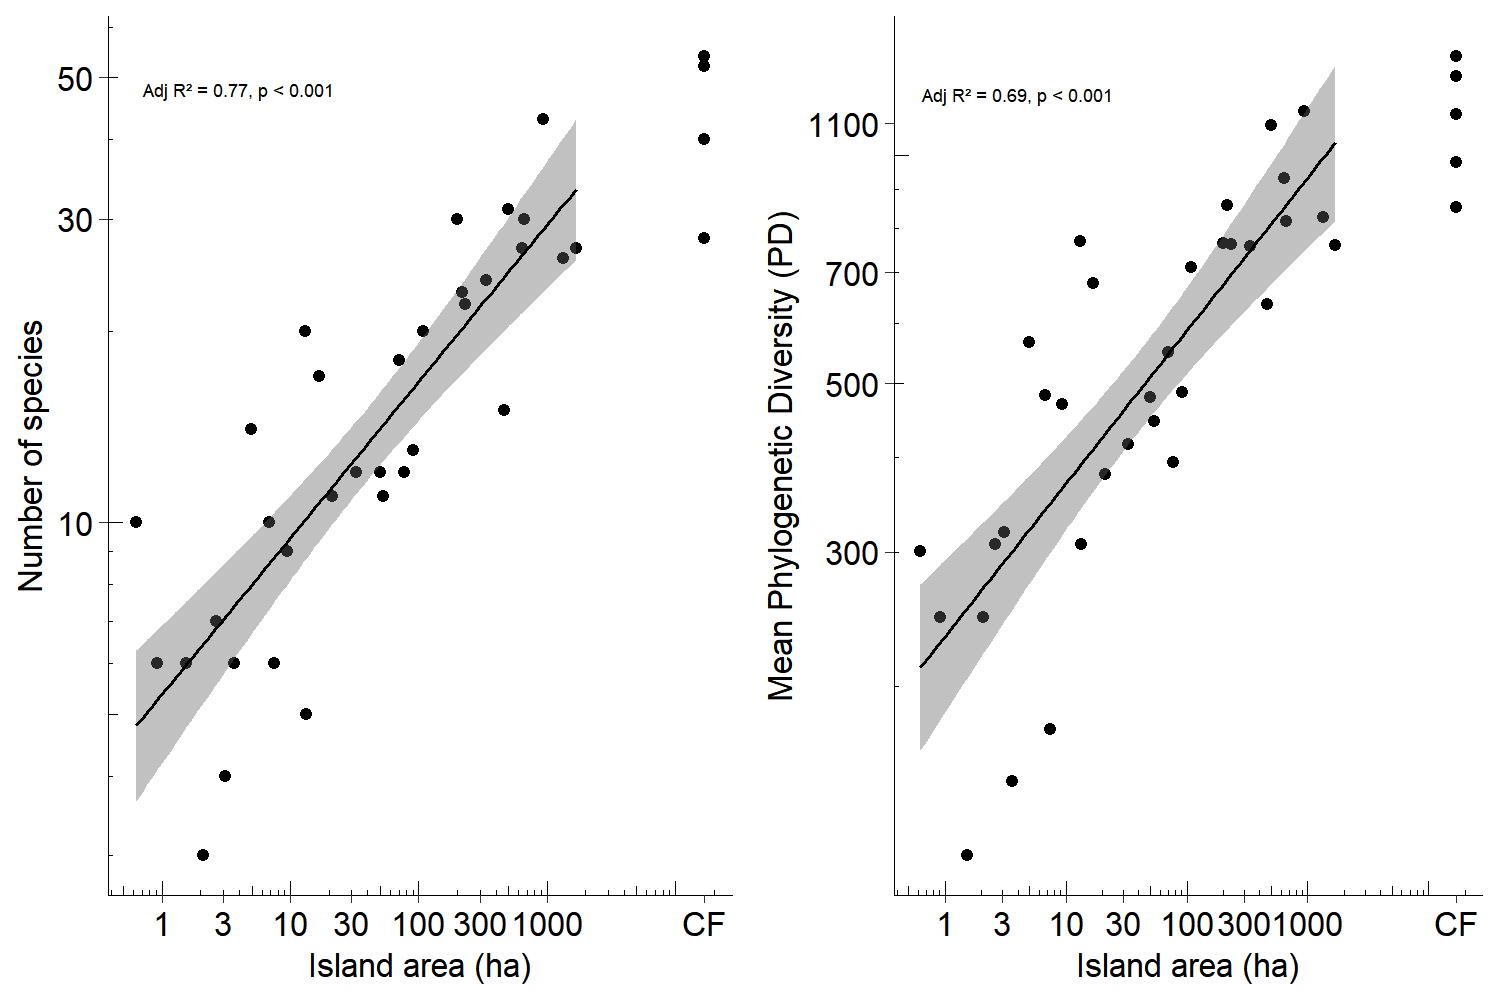 Number of species
50
30
10
Adj R² = 0.77, p < 0.001
1 3 10 30 100 300 1000 CF
Island area (ha)
Mean Phylogenetic Diversity (PD)
1100
700
500
300
Adj R² = 0.69, p < 0.001
1 3 10 30 100 300 1000 CF
Island area (ha)